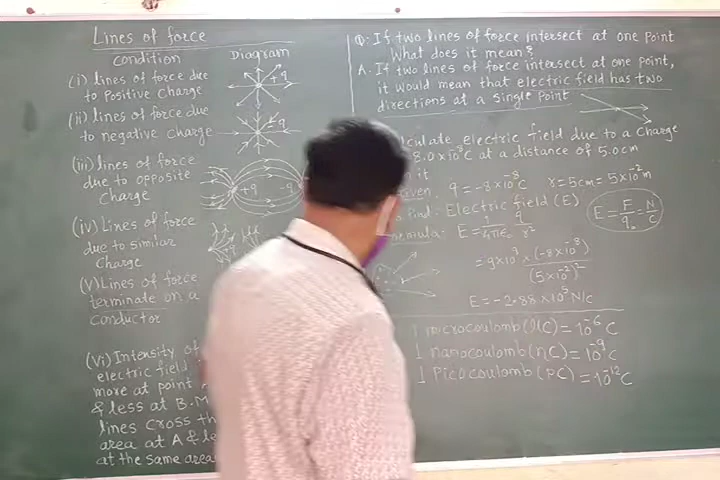 Lines of force
Condition Diagram
(i) lines of force due
to Positive charge
+q
(ii) lines of force due
to negative charge
-q
(iii) lines of force
due to opposite
charge
+q -q
(iv) Lines of force
due to similar
Charge
+q
(v) Lines of force
terminate on a
conductor
(vi) Intensity of
electric field
more at point
& less at B.
lines cross th
area at A & le
at the same area
Q: If two lines of force intersect at one point
What does it mean?
A. If two lines of force intersect at one point,
it would mean that electric field has two
directions at a single point
culate electric field due to a charge
8.0×10⁻⁸C at a distance of 5.0cm
it
q = -8×10⁻⁸C r = 5cm = 5×10⁻²m
Find: Electric field (E)
E = 1/4πε₀ q/r²
E = F/q₀ = N/C
= 9×10⁹ × (-8×10⁻⁸)/(5×10⁻²)²
E = -2.88×10⁵ N/C
1 microcoulomb (μC) = 10⁻⁶ C
1 nanocoulomb (nC) = 10⁻⁹ C
1 Picocoulomb (PC) = 10⁻¹² C